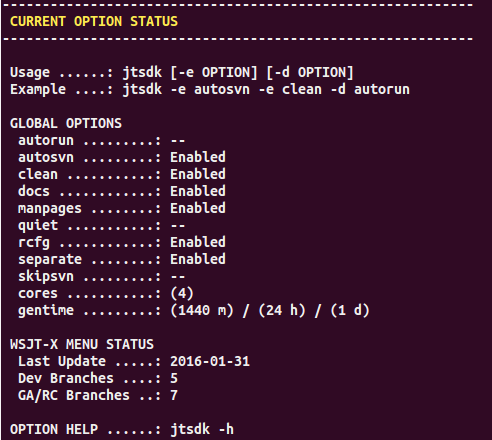 -----------------------------------------------------------
CURRENT OPTION STATUS
-----------------------------------------------------------
Usage ......: jtsdk [-e OPTION] [-d OPTION]
Example ....: jtsdk -e autosvn -e clean -d autorun
GLOBAL OPTIONS
autorun .........: --
autosvn .........: Enabled
clean ...........: Enabled
docs ............: Enabled
manpages ........: Enabled
quiet ...........: --
rcfg ............: Enabled
separate ........: Enabled
skipsvn .........: --
cores ...........: (4)
gentime .........: (1440 m) / (24 h) / (1 d)
WSJT-X MENU STATUS
Last Update .....: 2016-01-31
Dev Branches ....: 5
GA/RC Branches ..: 7
OPTION HELP ......: jtsdk -h